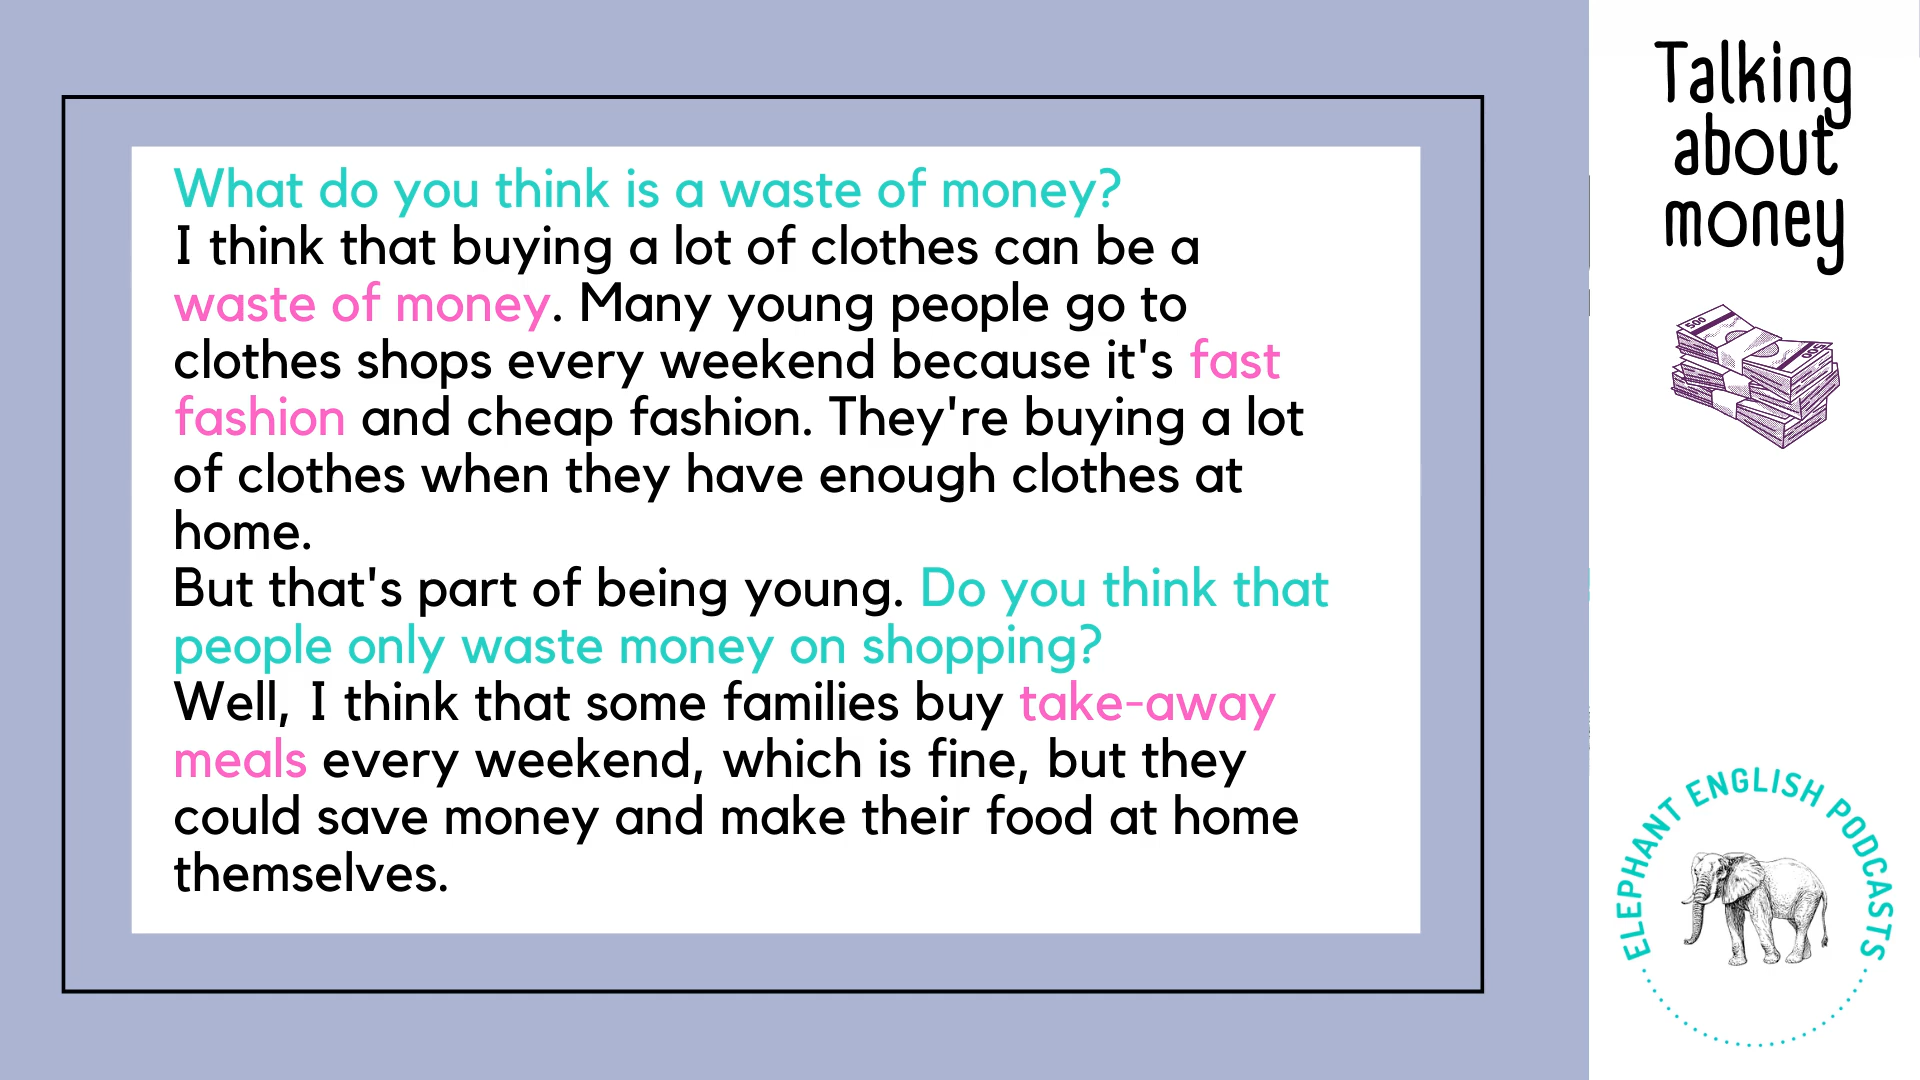 What do you think is a waste of money?
I think that buying a lot of clothes can be a
waste of money. Many young people go to
clothes shops every weekend because it's fast
fashion and cheap fashion. They're buying a lot
of clothes when they have enough clothes at
home.
But that's part of being young. Do you think that
people only waste money on shopping?
Well, I think that some families buy take-away
meals every weekend, which is fine, but they
could save money and make their food at home
themselves.
Talking
about
money
500
500
ELEPHANT ENGLISH PODCASTS